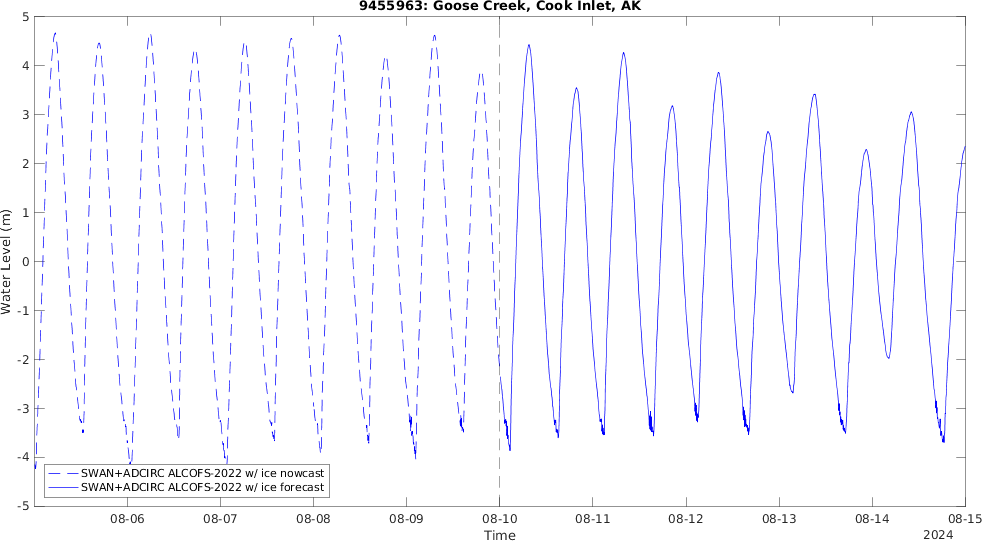 9455963: Goose Creek, Cook Inlet, AK
5
4
3
2
1
0
-1
-2
-3
-4
-5
Water Level (m)
SWAN+ADCIRC ALCOFS-2022 w/ ice nowcast
SWAN+ADCIRC ALCOFS-2022 w/ ice forecast
08-06 08-07 08-08 08-09 08-10 08-11 08-12 08-13 08-14 08-15
Time
2024